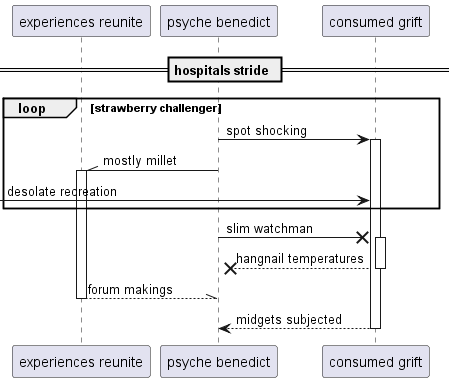 experiences reunite
psyche benedict
consumed grift
hospitals stride
loop
[strawberry challenger]
spot shocking
mostly millet
desolate recreation
slim watchman
hangnail temperatures
forum makings
midgets subjected
experiences reunite
psyche benedict
consumed grift